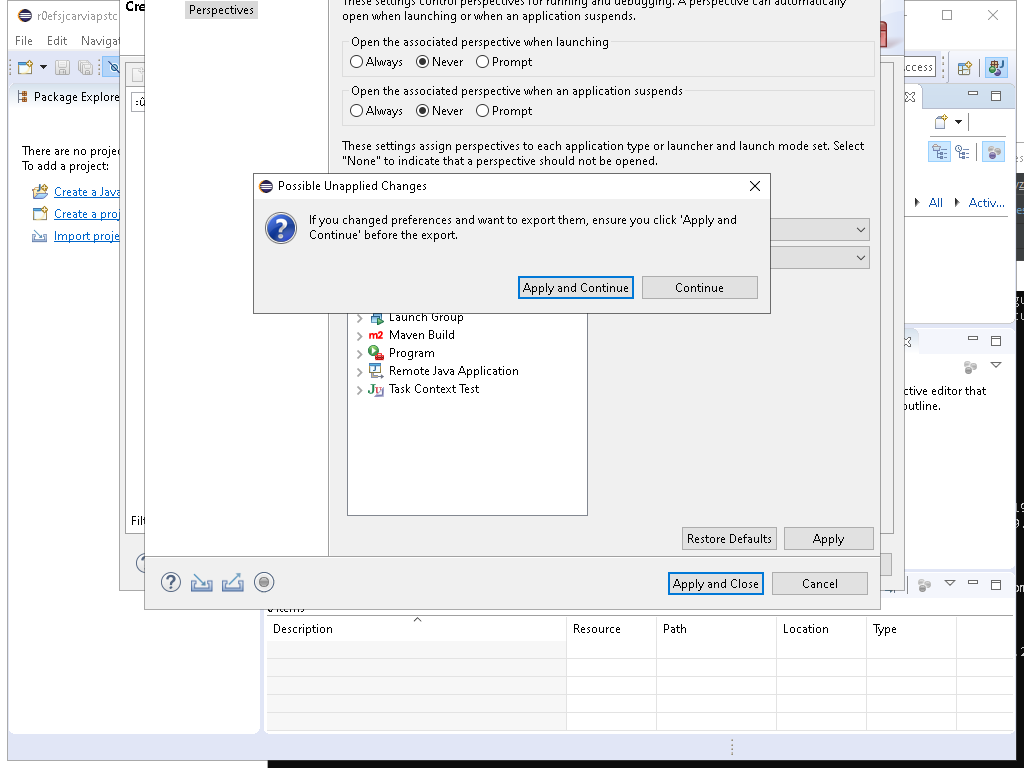 r0efsjcarviapstc
Cre
Perspectives
These settings control perspectives for running and debugging. A perspective can automatically
open when launching or when an application suspends.
File Edit Navigat
Open the associated perspective when launching
Always Never Prompt
Access
Package Explore
Open the associated perspective when an application suspends
Always Never Prompt
There are no projec
To add a project:
These settings assign perspectives to each application type or launcher and launch mode set. Select
"None" to indicate that a perspective should not be opened.
Create a Java
Create a proj
Import proje
Possible Unapplied Changes
If you changed preferences and want to export them, ensure you click 'Apply and
Continue' before the export.
All Activ...
Apply and Continue Continue
Launch Group
m2 Maven Build
Program
Remote Java Application
Ju Task Context Test
ctive editor that
outline.
Filt
Restore Defaults Apply
Apply and Close Cancel
0 items
Description Resource Path Location Type